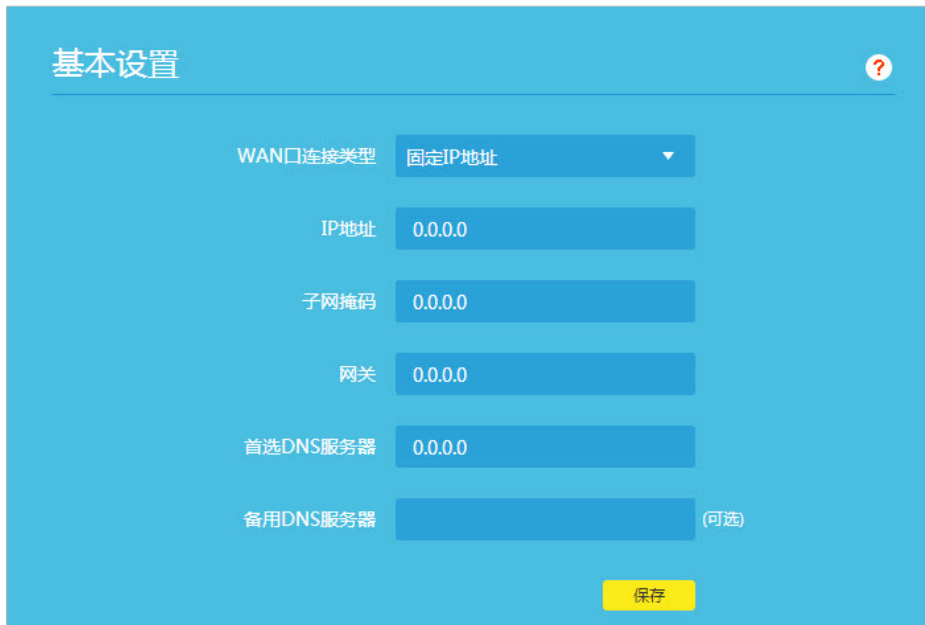 基本设置
?
WAN口连接类型 固定IP地址
IP地址 0.0.0.0
子网掩码 0.0.0.0
网关 0.0.0.0
首选DNS服务器 0.0.0.0
备用DNS服务器 (可选)
保存